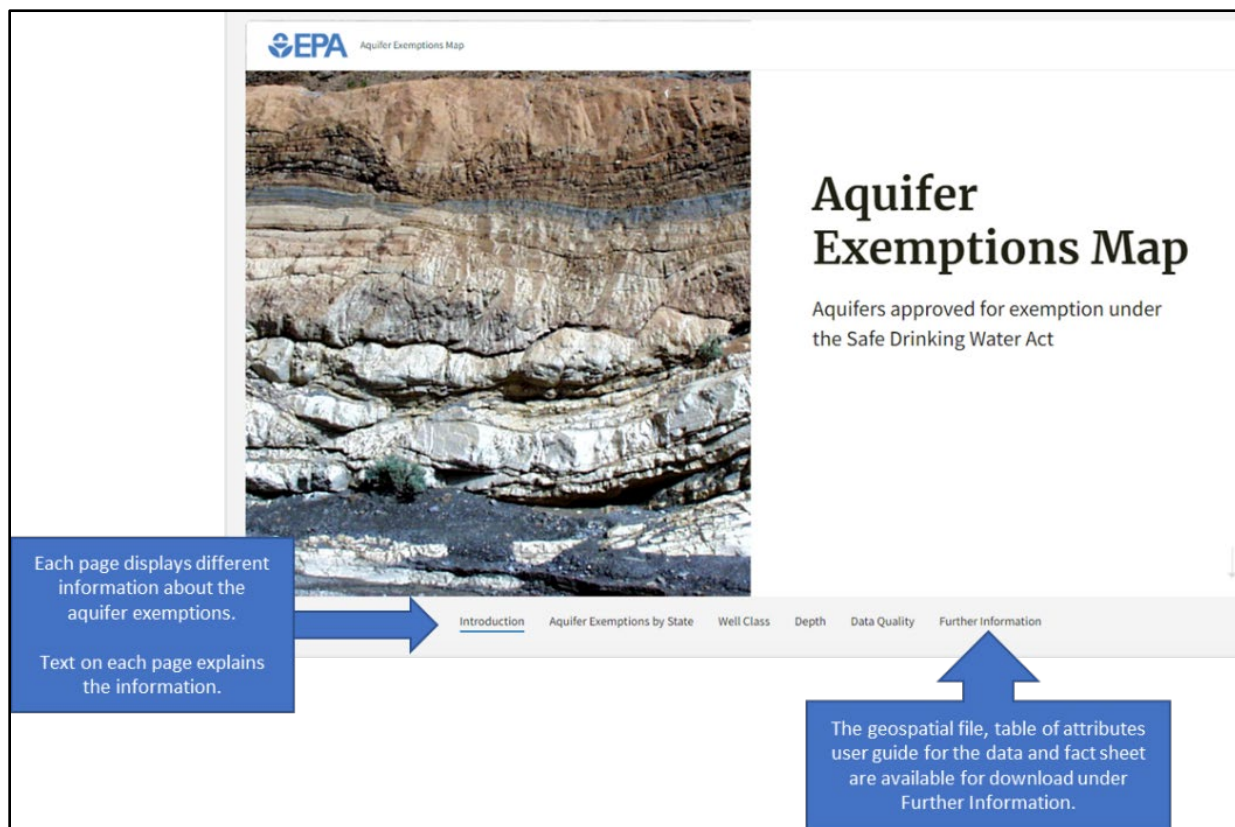 EPA Aquifer Exemptions Map
Aquifer
Exemptions Map
Aquifers approved for exemption under
the Safe Drinking Water Act
Each page displays different
information about the
aquifer exemptions.
Text on each page explains
the information.
Introduction Aquifer Exemptions by State Well Class Depth Data Quality Further Information
The geospatial file, table of attributes
user guide for the data and fact sheet
are available for download under
Further Information.